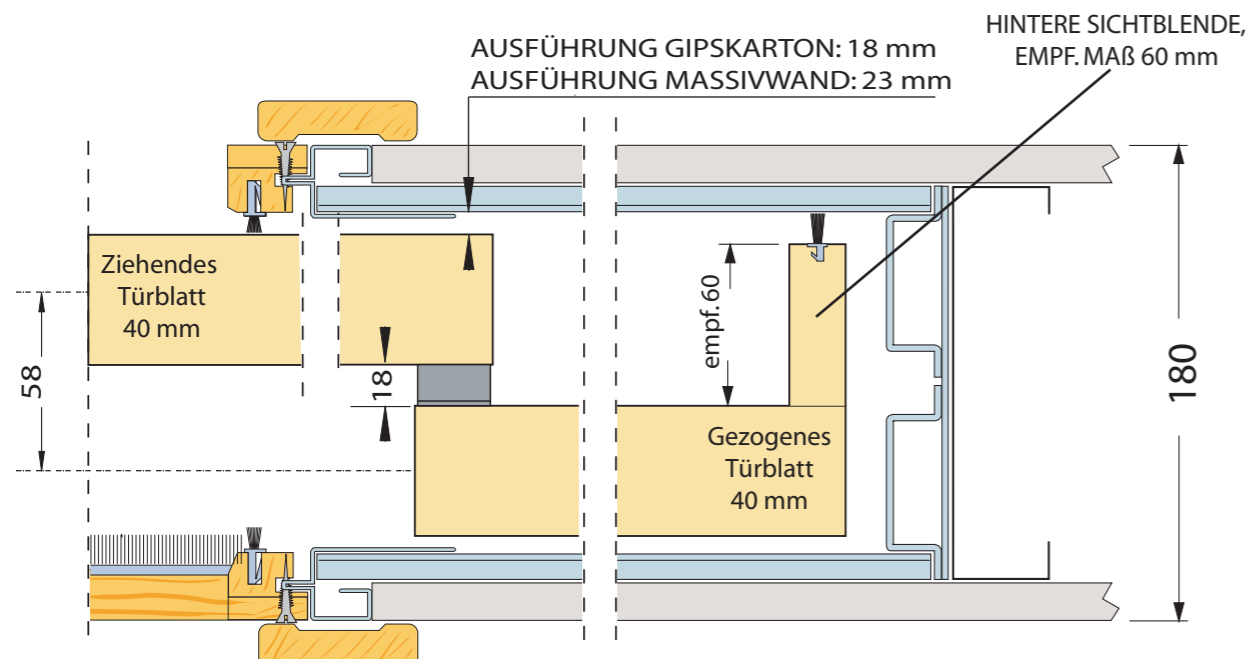 HINTERE SICHTBLENDE,
EMPF. MAß 60 mm
AUSFÜHRUNG GIPSKARTON: 18 mm
AUSFÜHRUNG MASSIVWAND: 23 mm
Ziehendes
Türblatt
40 mm
58
18
empf. 60
180
Gezogenes
Türblatt
40 mm